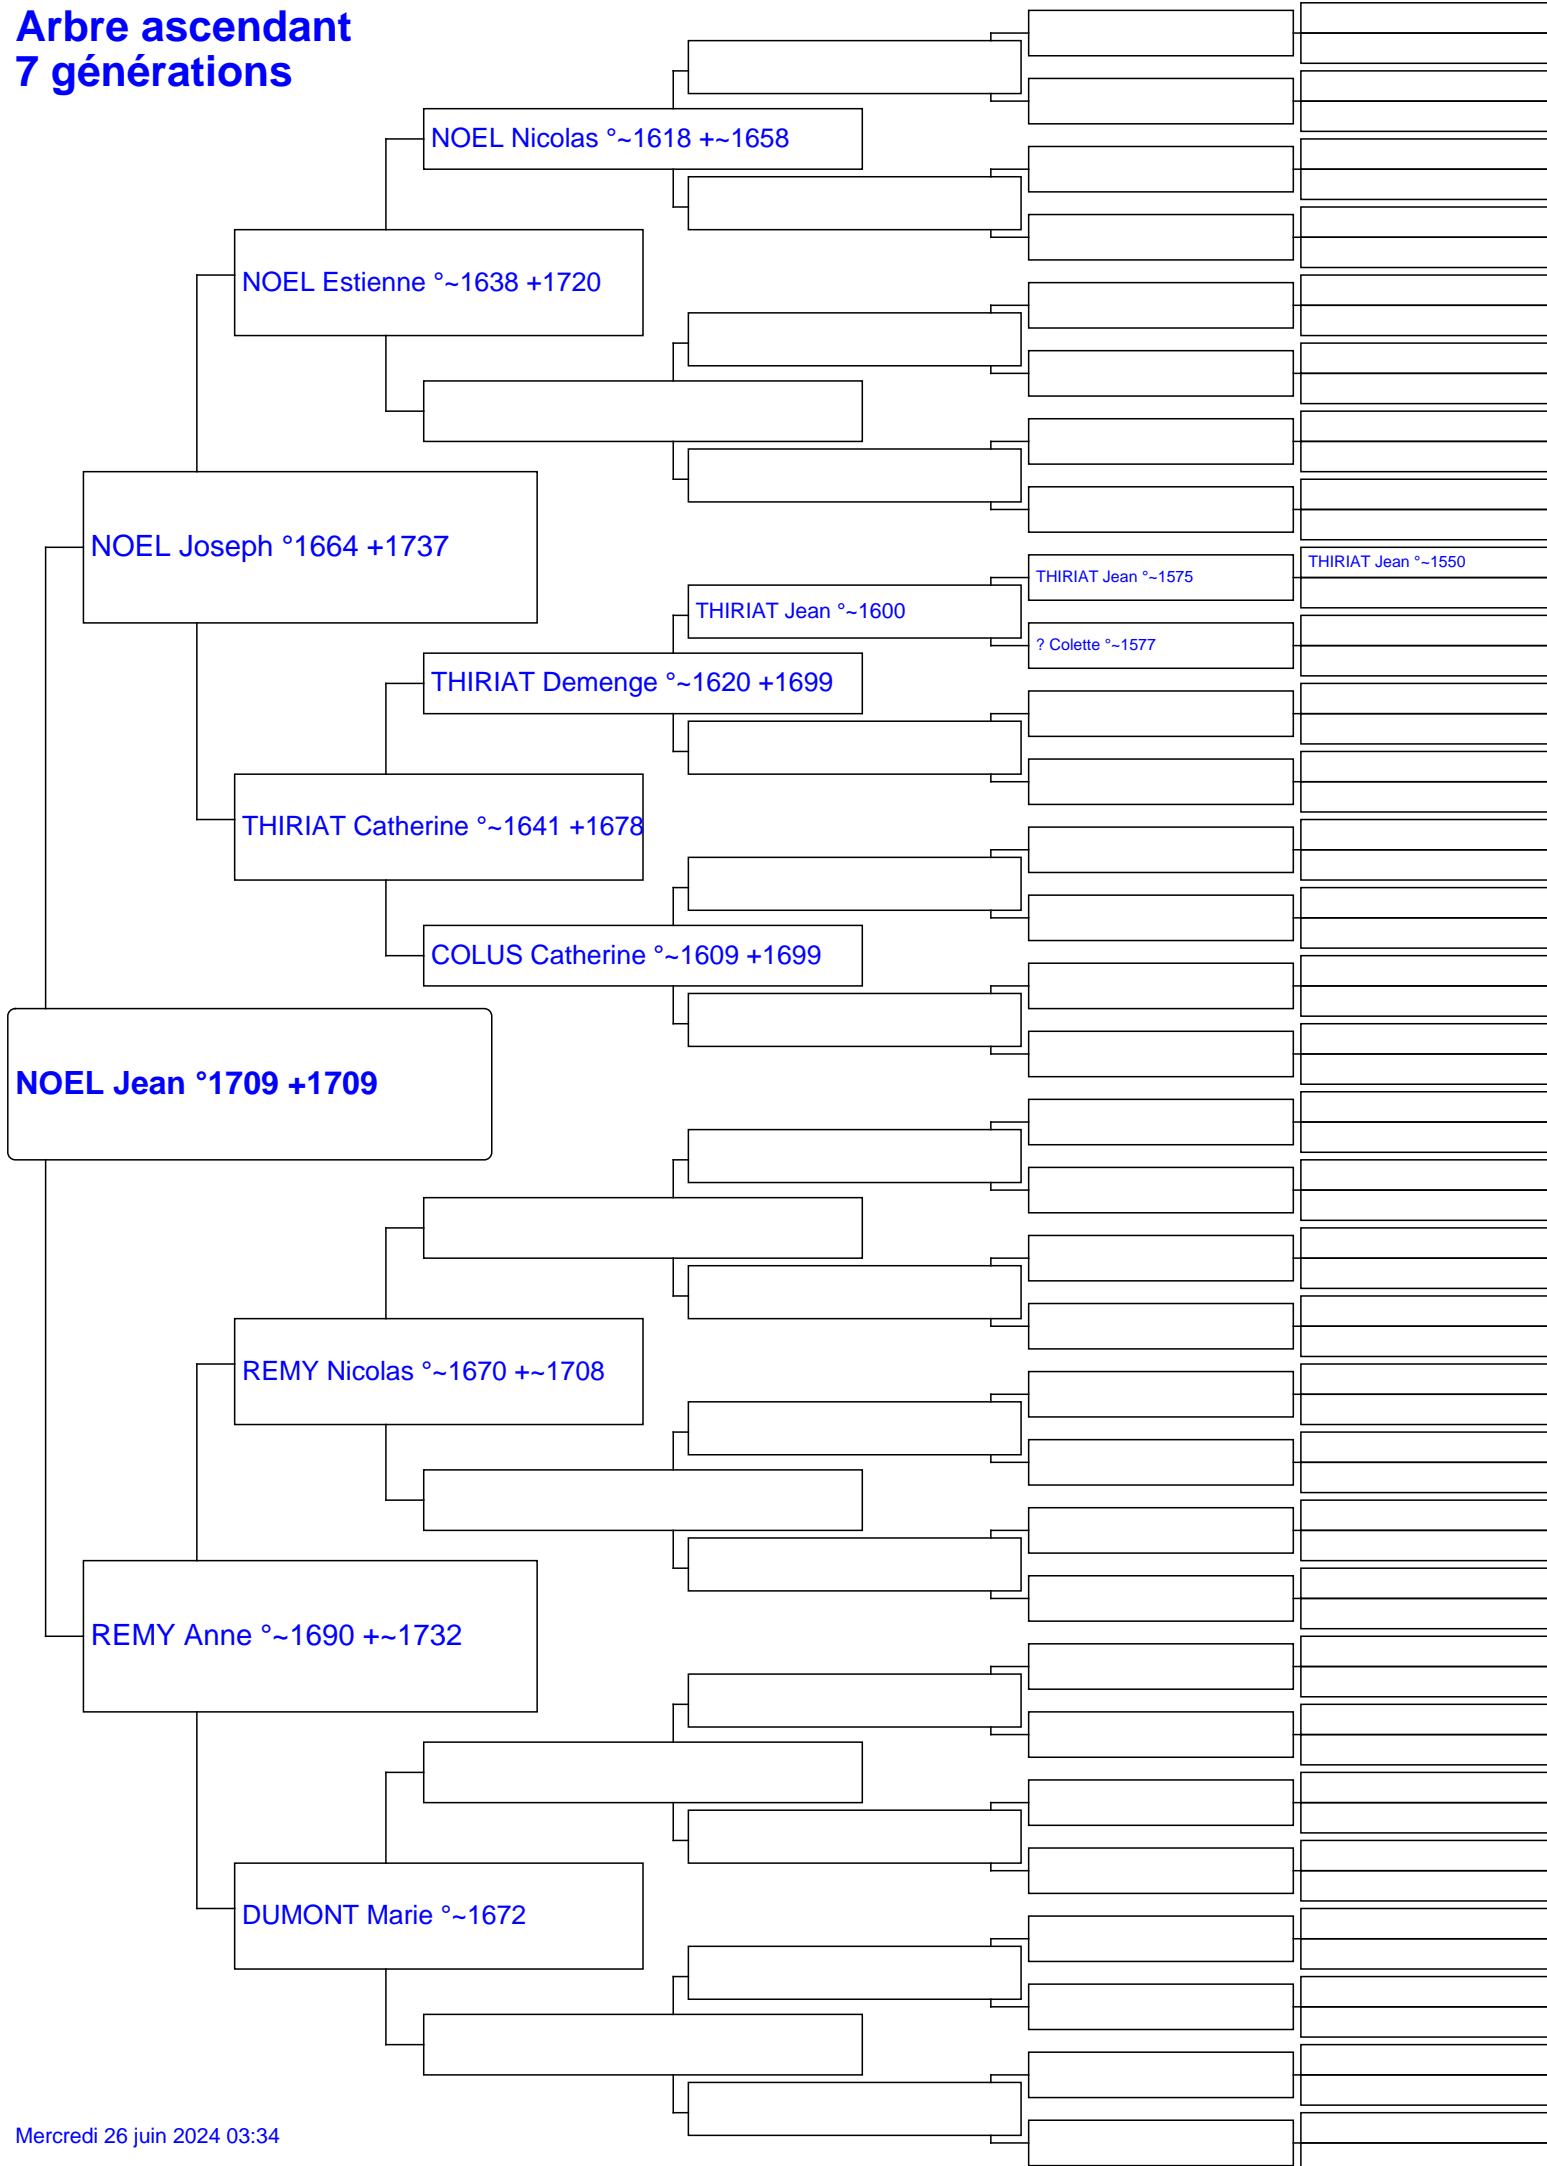 Arbre ascendant
7 générations
NOEL Nicolas °~1618 +~1658
NOEL Estienne °~1638 +1720
NOEL Joseph °1664 +1737
THIRIAT Jean °~1550
THIRIAT Jean °~1575
THIRIAT Jean °~1600
? Colette °~1577
THIRIAT Demenge °~1620 +1699
THIRIAT Catherine °~1641 +1678
COLUS Catherine °~1609 +1699
NOEL Jean °1709 +1709
REMY Nicolas °~1670 +~1708
REMY Anne °~1690 +~1732
DUMONT Marie °~1672
Mercredi 26 juin 2024 03:34